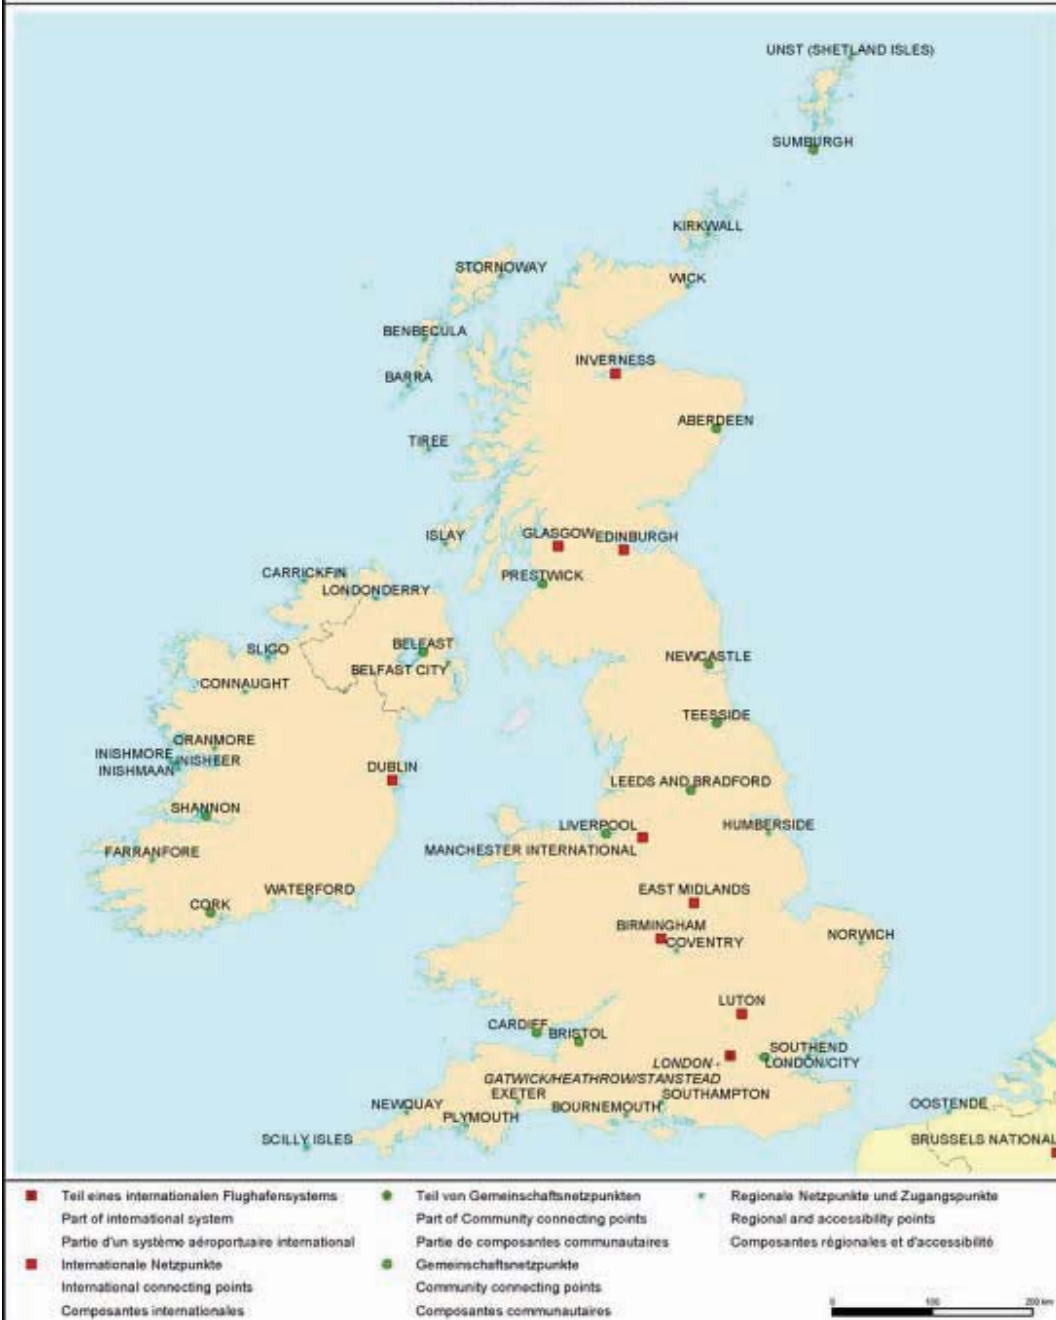 UNST (SHETLAND ISLES)
SUMBURGH
KIRKWALL
STORNOWAY
WICK
BENBECULA
INVERNESS
BARRA
ABERDEEN
TIREE
ISLAY
GLASGOW
EDINBURGH
CARRICKFIN
PRESTWICK
LONDONDERRY
BELFAST
SLIGO
NEWCASTLE
BELFAST CITY
CONNAUGHT
TEESSIDE
ORANMORE
INISHMORE
INISHEER
INISHMAAN
DUBLIN
LEEDS AND BRADFORD
SHANNON
LIVERPOOL
HUMBERSIDE
FARRANFORE
MANCHESTER INTERNATIONAL
WATERFORD
EAST MIDLANDS
CORK
BIRMINGHAM
NORWICH
COVENTRY
LUTON
CARDIFF
BRISTOL
SOUTHEND
LONDON -
LONDON/CITY
GATWICK/HEATHROW/STANSTEAD
EXETER
SOUTHAMPTON
NEWQUAY
BOURNEMOUTH
OOSTENDE
PLYMOUTH
SCILLY ISLES
BRUSSELS NATIONAL
Teil eines internationalen Flughafensystems
Part of international system
Partie d'un système aéroportuaire international
Internationale Netzpunkte
International connecting points
Composantes internationales
Teil von Gemeinschaftsnetzpunkten
Part of Community connecting points
Partie de composantes communautaires
Gemeinschaftsnetzpunkte
Community connecting points
Composantes communautaires
Regionale Netzpunkte und Zugangspunkte
Regional and accessibility points
Composantes régionales et d'accessibilité
0 100 200 km